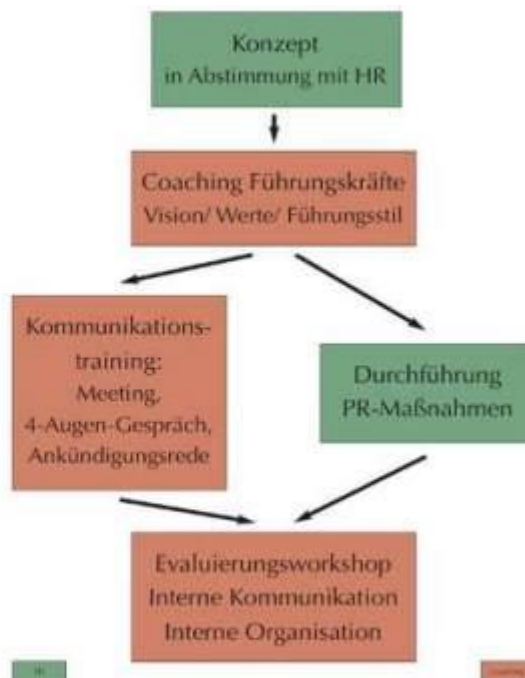 Konzept
in Abstimmung mit HR
Coaching Führungskräfte
Vision/ Werte/ Führungsstil
Kommunikations-
training:
Meeting,
4-Augen-Gespräch,
Ankündigungsrede
Durchführung
PR-Maßnahmen
Evaluierungsworkshop
Interne Kommunikation
Interne Organisation